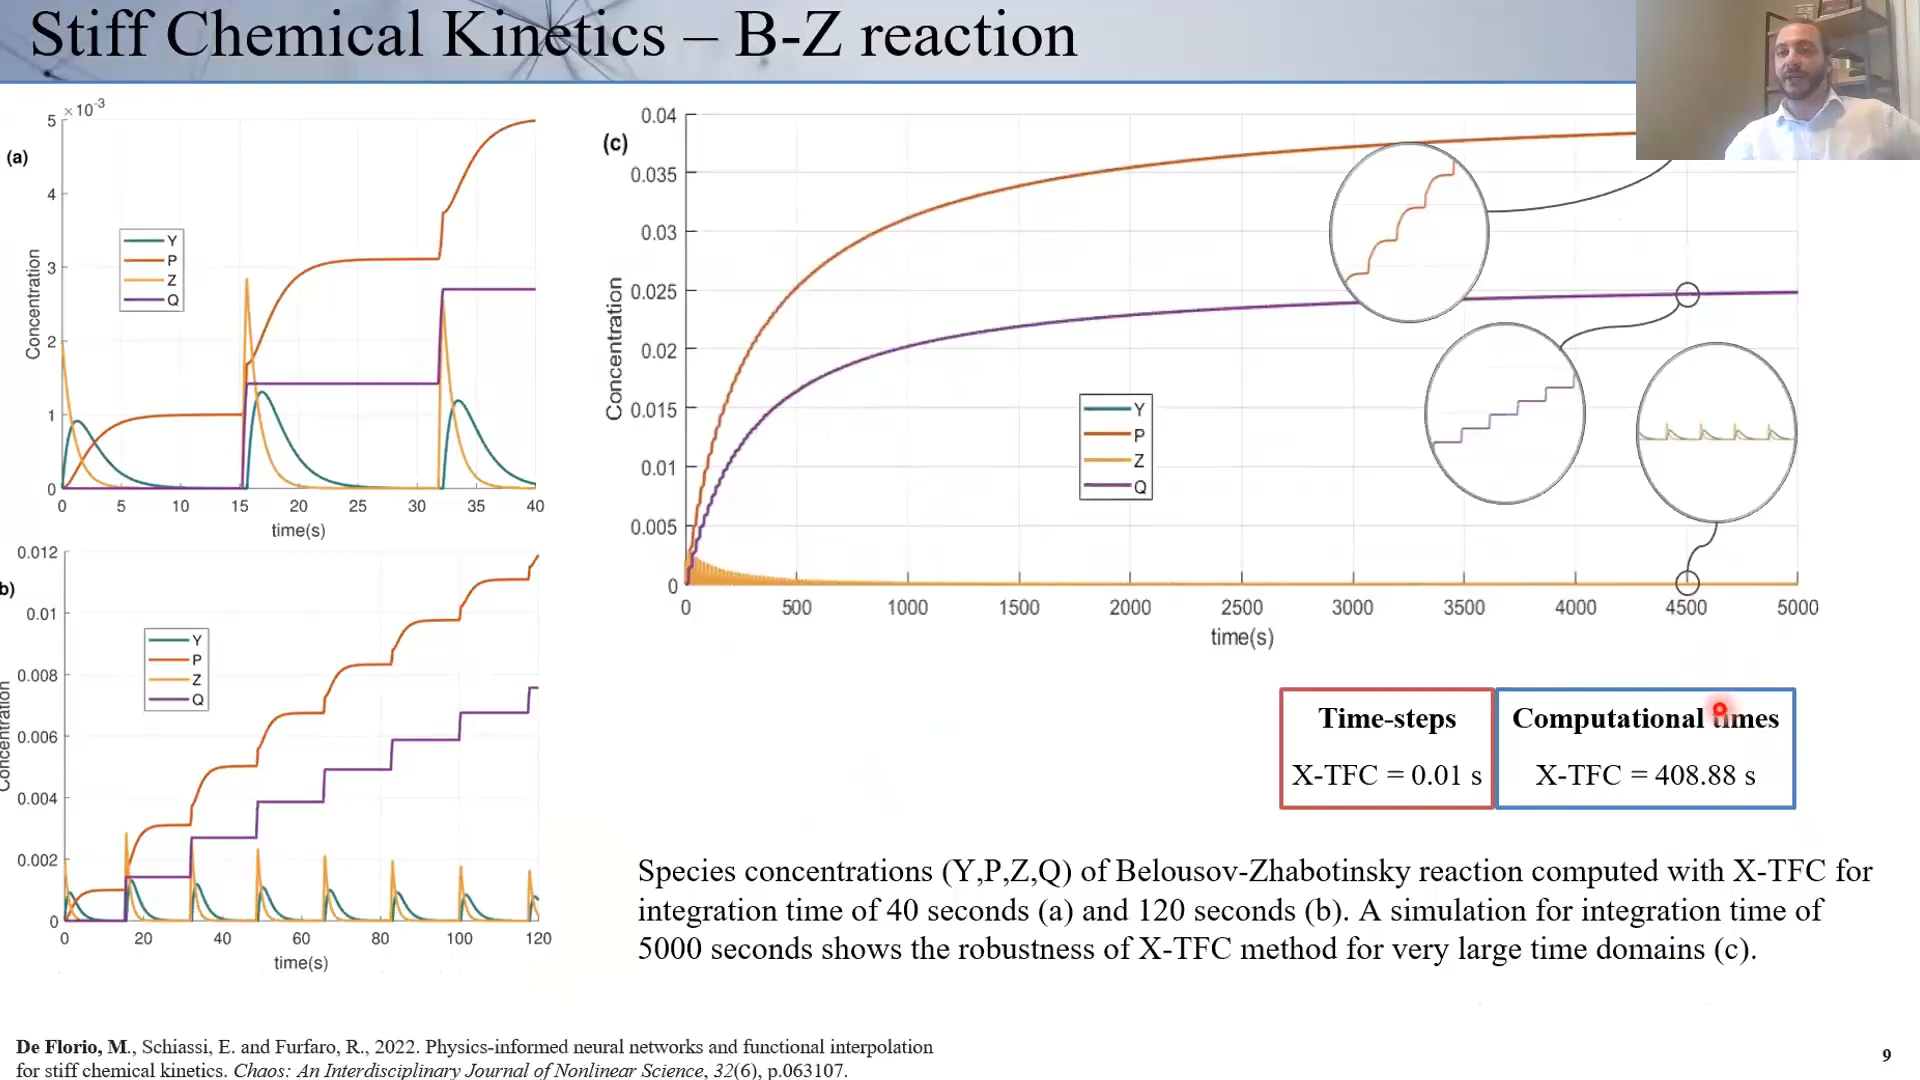 Stiff Chemical Kinetics – B-Z reaction
×10⁻³
(a)
5
4
3
2
1
0
Concentration
Y
P
Z
Q
0 5 10 15 20 25 30 35 40
time(s)
b)
0.012
0.01
0.008
0.006
0.004
0.002
0
Concentration
Y
P
Z
Q
0 20 40 60 80 100 120
time(s)
(c)
0.04
0.035
0.03
0.025
0.02
0.015
0.01
0.005
0
Concentration
Y
P
Z
Q
0 500 1000 1500 2000 2500 3000 3500 4000 4500 5000
time(s)
Time-steps
X-TFC = 0.01 s
Computational times
X-TFC = 408.88 s
Species concentrations (Y,P,Z,Q) of Belousov-Zhabotinsky reaction computed with X-TFC for
integration time of 40 seconds (a) and 120 seconds (b). A simulation for integration time of
5000 seconds shows the robustness of X-TFC method for very large time domains (c).
De Florio, M., Schiassi, E. and Furfaro, R., 2022. Physics-informed neural networks and functional interpolation
for stiff chemical kinetics. Chaos: An Interdisciplinary Journal of Nonlinear Science, 32(6), p.063107.
9